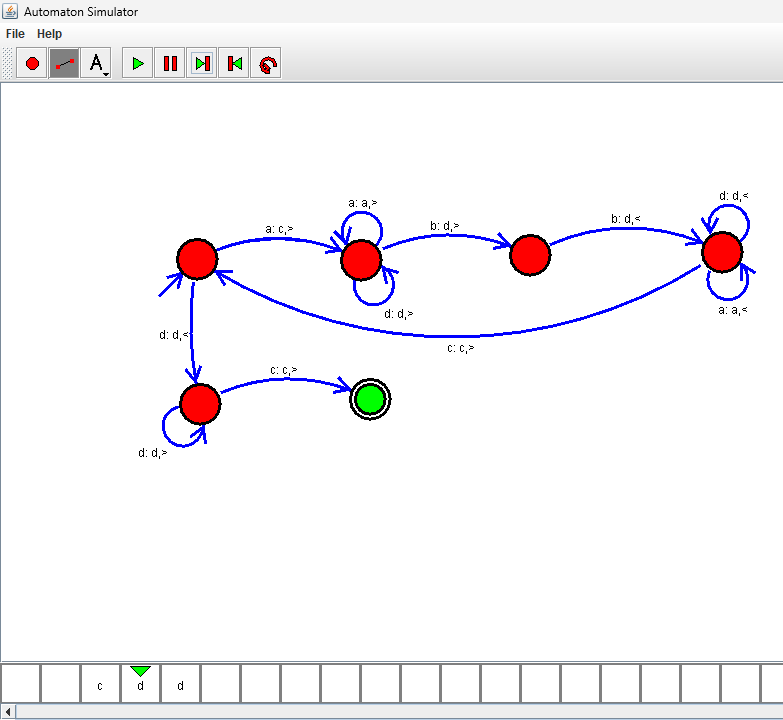 Automaton Simulator
File Help
A
d: d,<
a: a,>
b: d,<
b: d,>
a: c,>
d: d,>
a: a,<
d: d,<
c: c,>
c: c,>
d: d,>
c d d